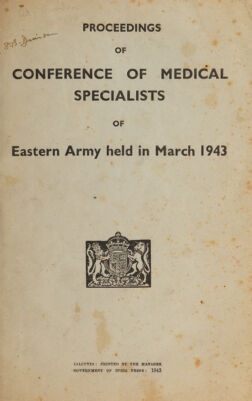 PROCEEDINGS
OF
CONFERENCE OF MEDICAL
SPECIALISTS
OF
Eastern Army held in March 1943
CALCUTTA: PRINTED BY THE MANAGER
GOVERNMENT OF INDIA PRESS: 1943